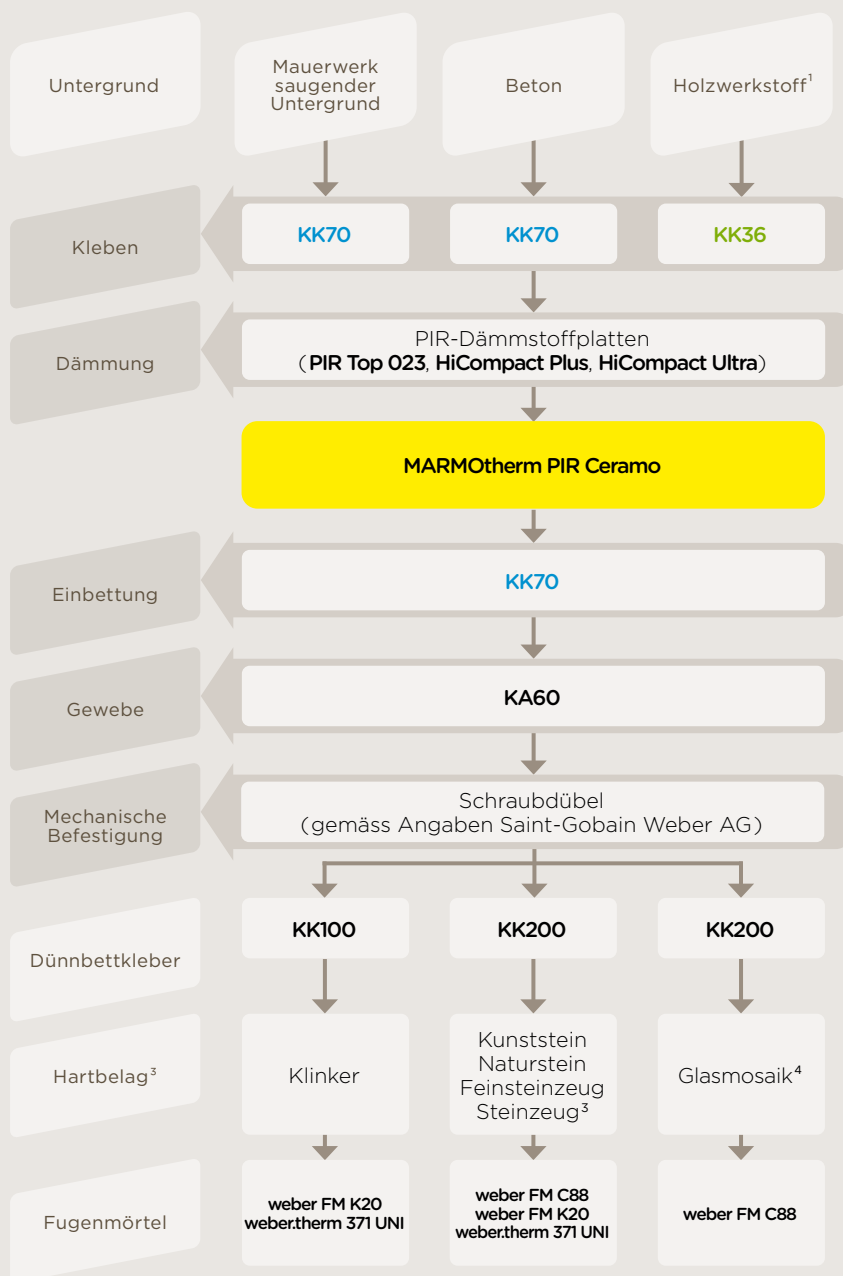 Untergrund
Mauerwerk
saugender
Untergrund
Beton
Holzwerkstoff¹
Kleben
KK70
KK70
KK36
Dämmung
PIR-Dämmstoffplatten
(PIR Top 023, HiCompact Plus, HiCompact Ultra)
MARMOtherm PIR Ceramo
Einbettung
KK70
Gewebe
KA60
Mechanische
Befestigung
Schraubdübel
(gemäss Angaben Saint-Gobain Weber AG)
Dünnbettkleber
KK100
KK200
KK200
Hartbelag³
Klinker
Kunststein
Naturstein
Feinsteinzeug
Steinzeug³
Glasmosaik⁴
Fugenmörtel
weber FM K20
weber.therm 371 UNI
weber FM C88
weber FM K20
weber.therm 371 UNI
weber FM C88